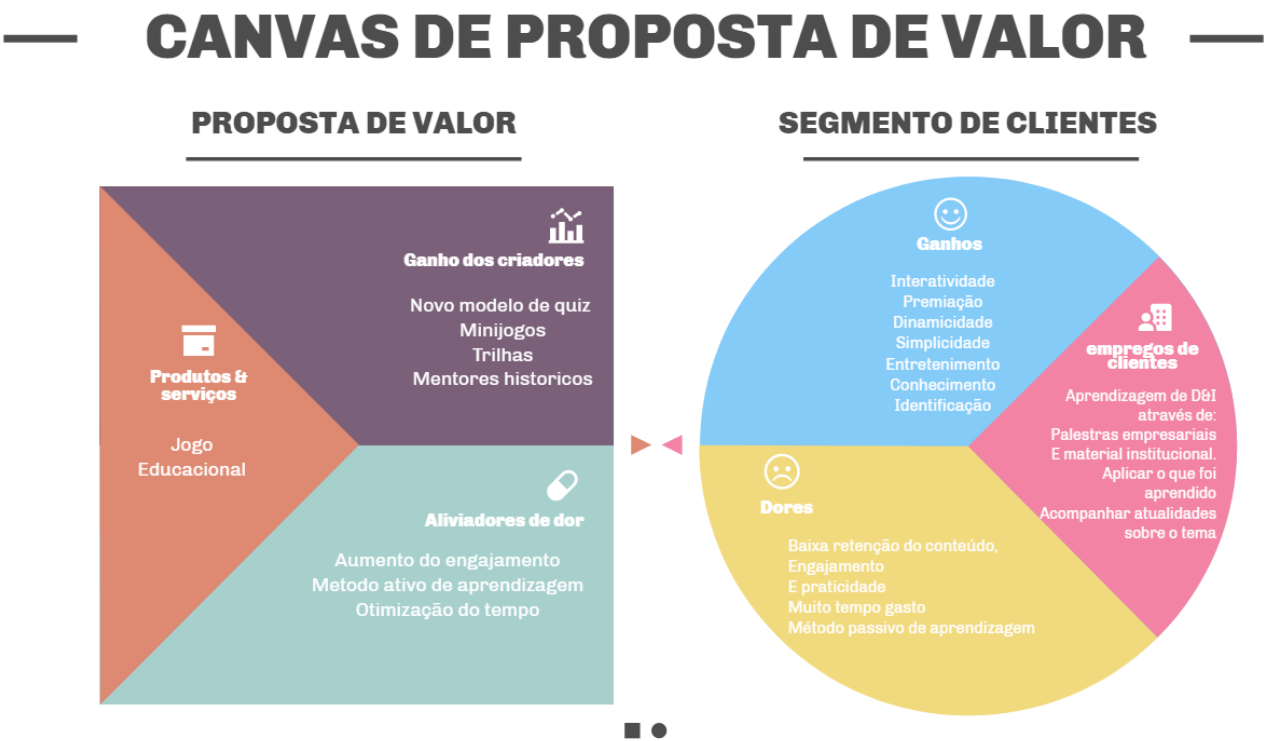 CANVAS DE PROPOSTA DE VALOR
PROPOSTA DE VALOR
Ganho dos criadores
Novo modelo de quiz
Minijogos
Trilhas
Mentores historicos
Produtos &
serviços
Jogo
Educacional
Aliviadores de dor
Aumento do engajamento
Metodo ativo de aprendizagem
Otimização do tempo
SEGMENTO DE CLIENTES
Ganhos
Interatividade
Premiação
Dinamicidade
Simplicidade
Entretenimento
Conhecimento
Identificação
empregos de
clientes
Aprendizagem de D&I
através de:
Palestras empresariais
E material institucional.
Aplicar o que foi
aprendido
Acompanhar atualidades
sobre o tema
Dores
Baixa retenção do conteúdo,
Engajamento
E praticidade
Muito tempo gasto
Método passivo de aprendizagem